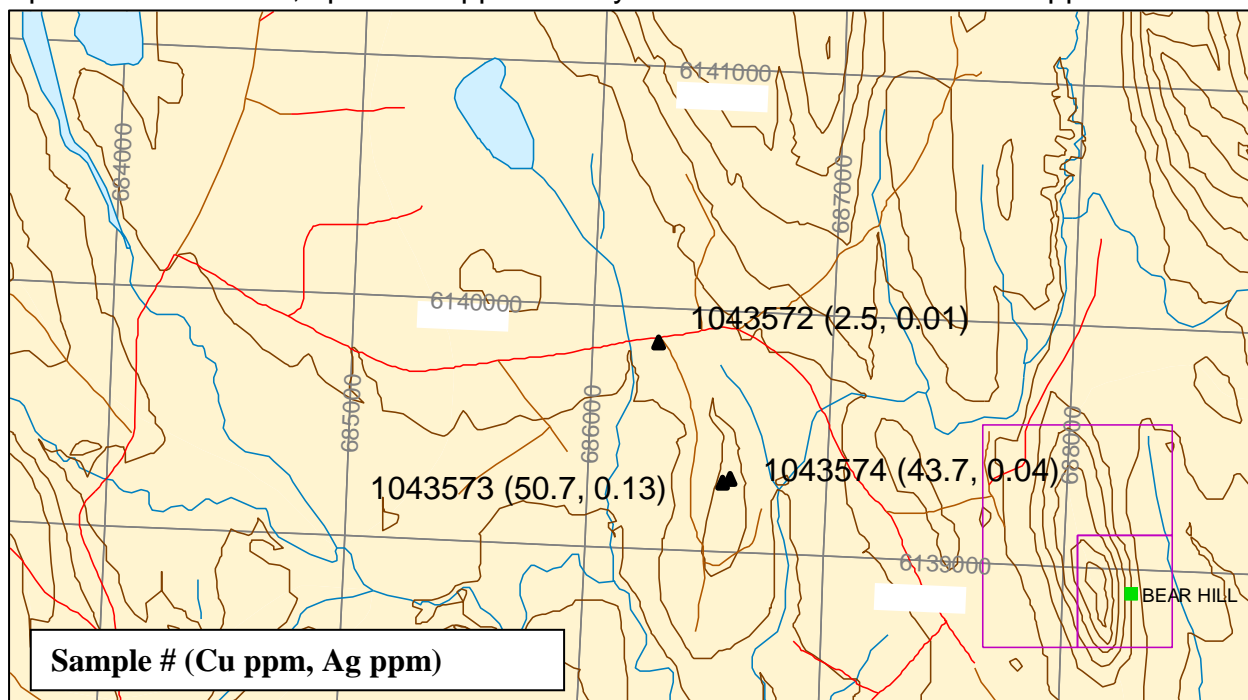 6141000
684000
687000
6140000
1043572 (2.5, 0.01)
685000
686000
688000
1043574 (43.7, 0.04)
1043573 (50.7, 0.13)
6139000
BEAR HILL
Sample # (Cu ppm, Ag ppm)